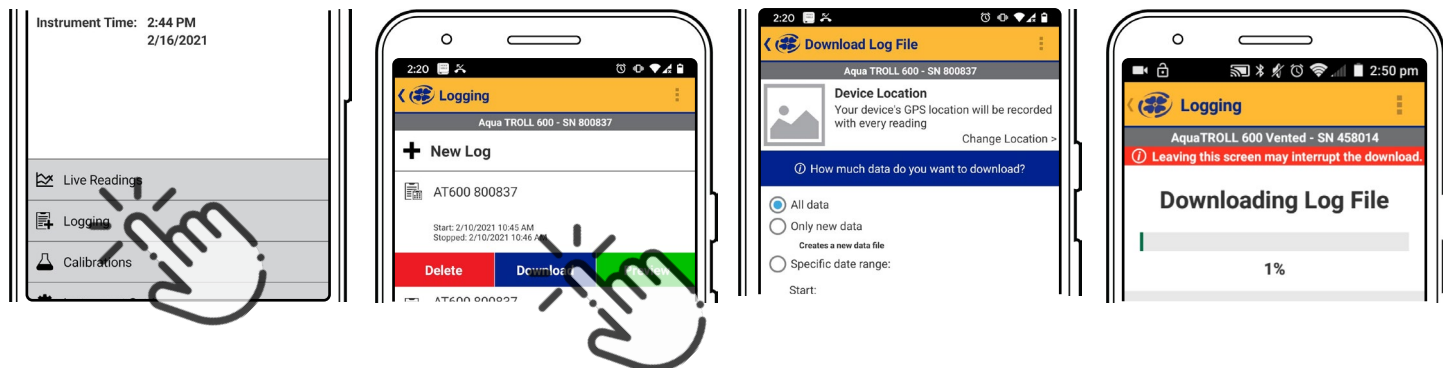 Instrument Time: 2:44 PM
2/16/2021
Live Readings
Logging
Calibrations
2:20
Logging
Aqua TROLL 600 - SN 800837
New Log
AT600 800837
Start: 2/10/2021 10:45 AM
Stopped: 2/10/2021 10:46 AM
Delete
Download
Preview
AT600 800837
2:20
Download Log File
Aqua TROLL 600 - SN 800837
Device Location
Your device's GPS location will be recorded
with every reading
Change Location >
How much data do you want to download?
All data
Only new data
Creates a new data file
Specific date range:
Start:
2:50 pm
Logging
AquaTROLL 600 Vented - SN 458014
Leaving this screen may interrupt the download.
Downloading Log File
1%